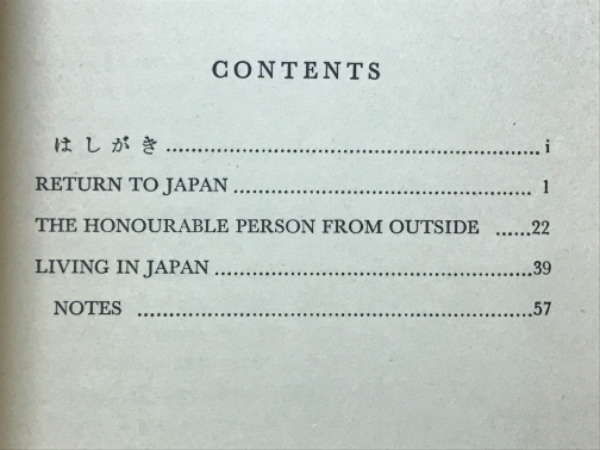 CONTENTS
はしがき......................................................i
RETURN TO JAPAN ..........................................1
THE HONOURABLE PERSON FROM OUTSIDE ......22
LIVING IN JAPAN .............................................39
NOTES .......................................................57